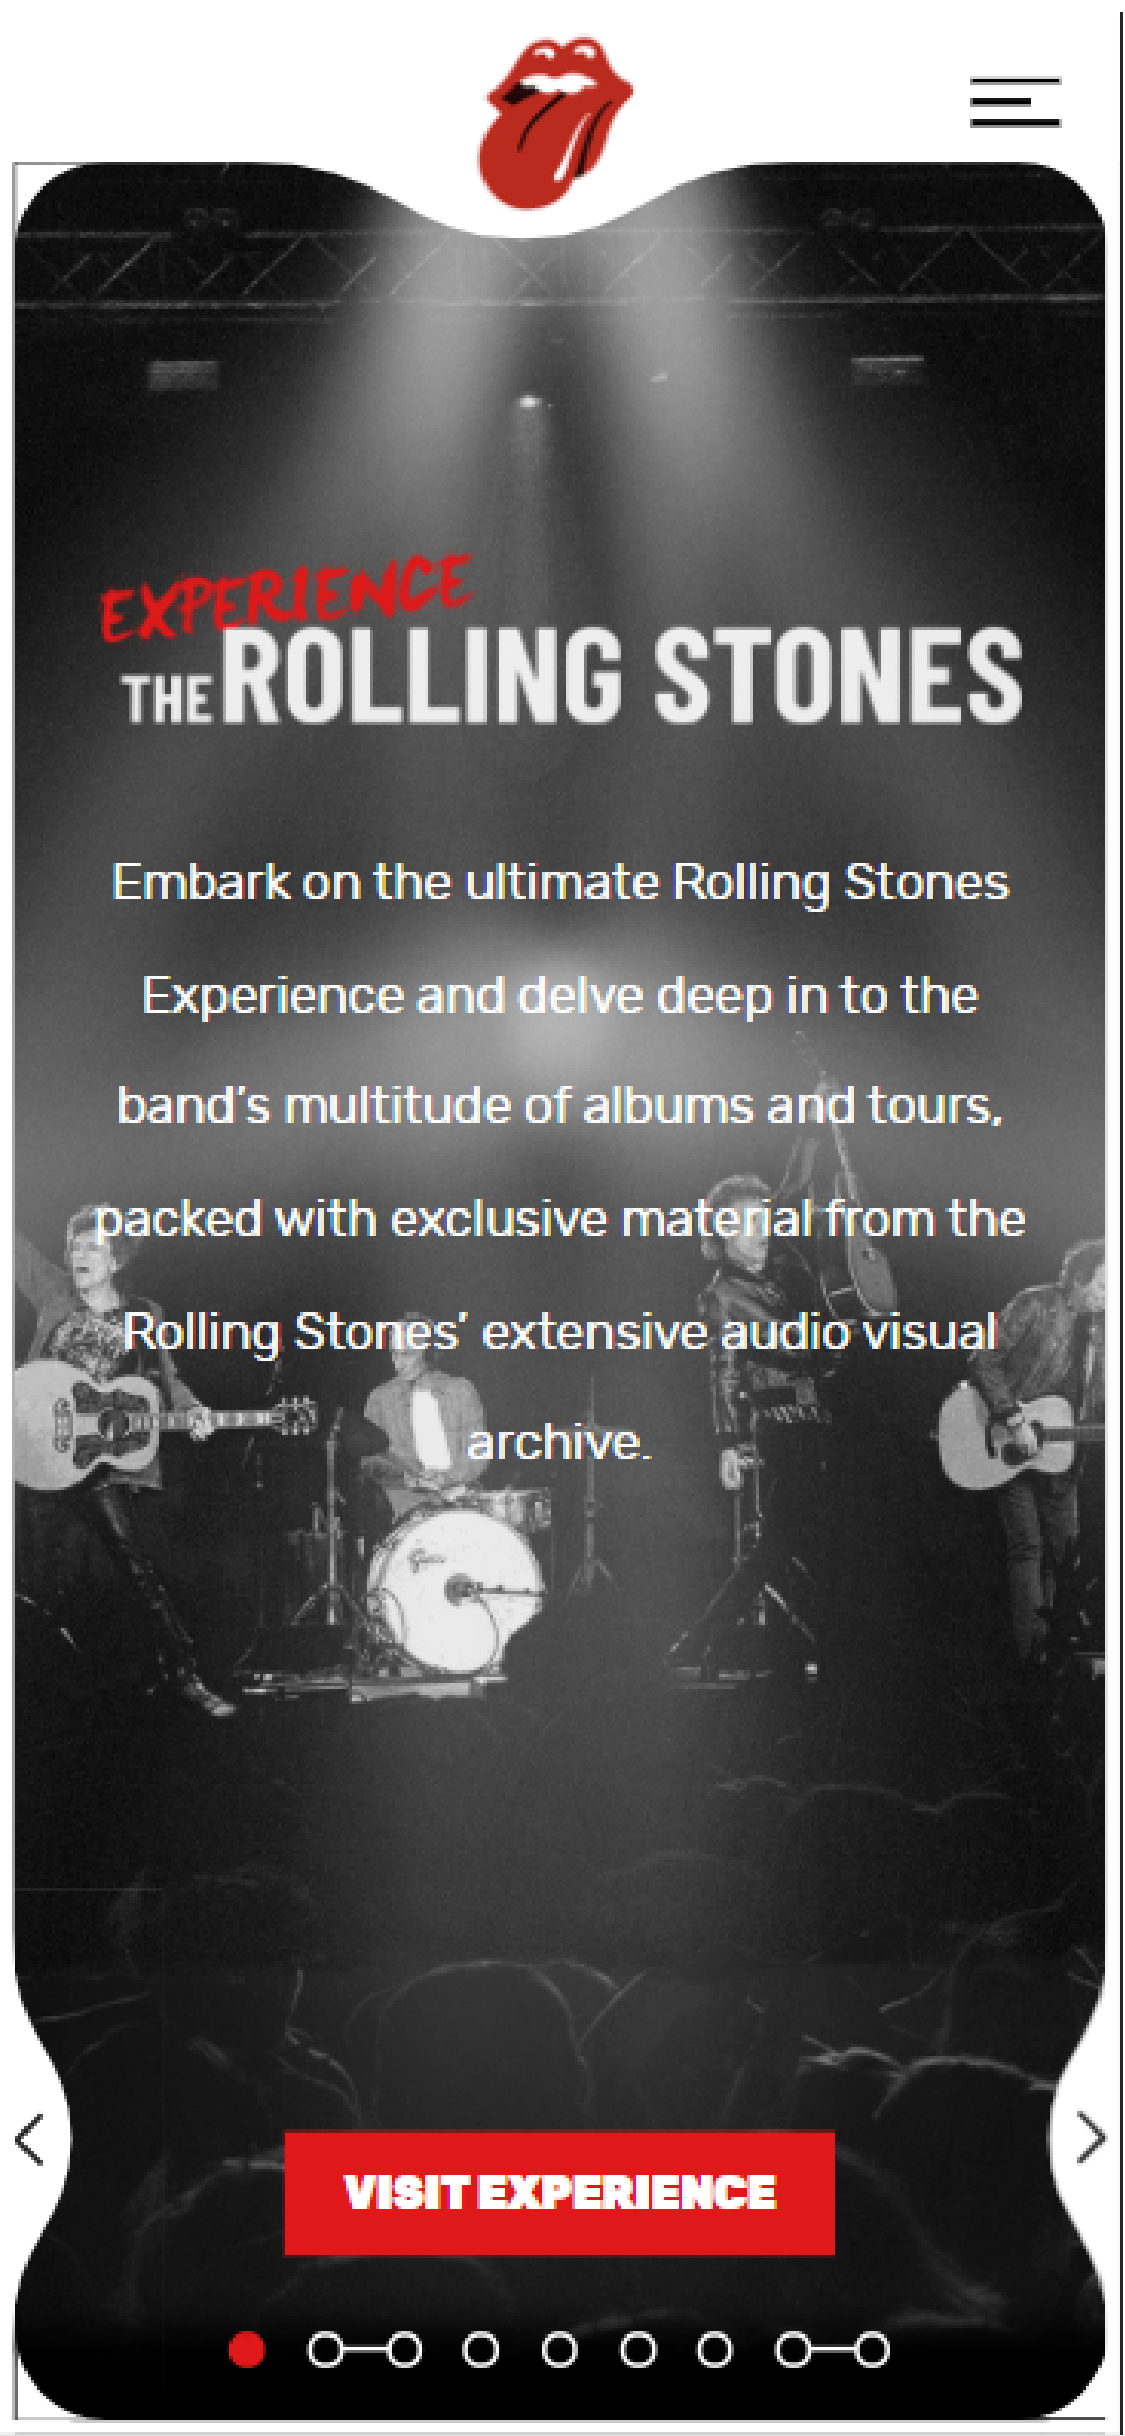 EXPERIENCE
THE ROLLING STONES
Embark on the ultimate Rolling Stones
Experience and delve deep in to the
band's multitude of albums and tours,
packed with exclusive material from the
Rolling Stones' extensive audio visual
archive.
VISIT EXPERIENCE